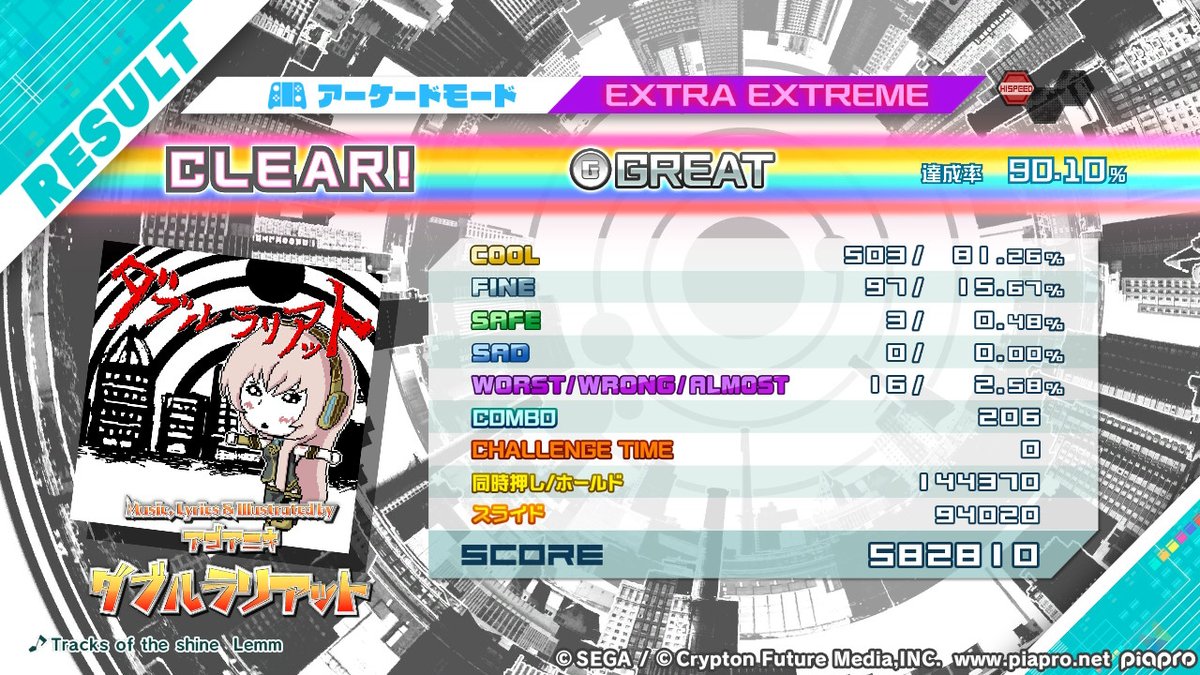 RESULT
アーケードモード EXTRA EXTREME HISPEED
CLEAR! G GREAT 達成率 90.10%
COOL 503/ 81.26%
FINE 97/ 15.67%
SAFE 3/ 0.48%
SAD 0/ 0.00%
WORST/WRONG/ALMOST 16/ 2.58%
COMBO 206
CHALLENGE TIME 0
同時押し/ホールド 144370
スライド 94020
SCORE 582810
ダブルラリアット
Music, Lyrics & Illustrated by
アゴアニキ
ダブルラリアット
♪Tracks of the shine Lemm
© SEGA / © Crypton Future Media,INC. www.piapro.net piapro